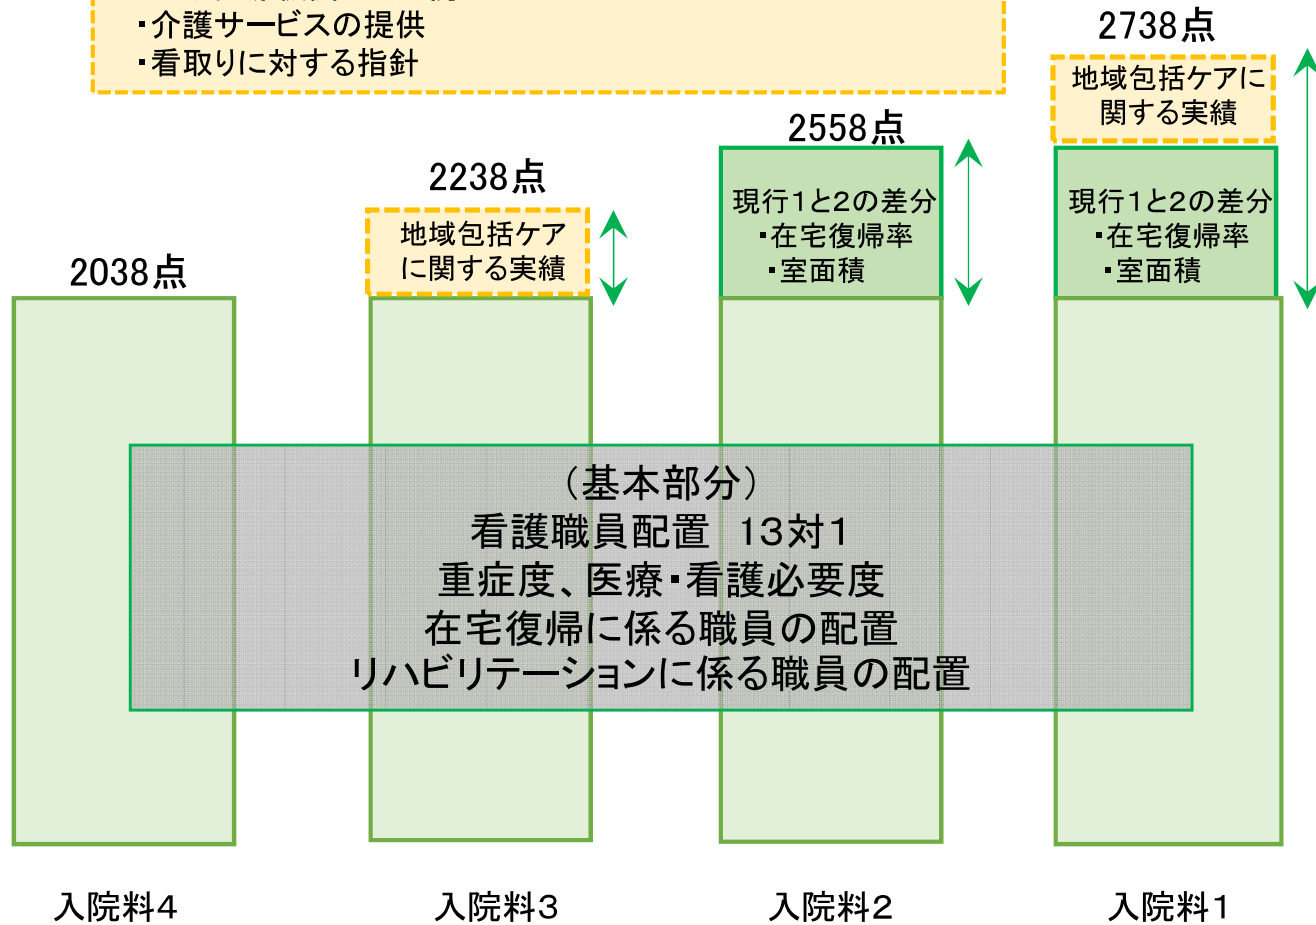 ・介護サービスの提供
・看取りに対する指針
2738点
地域包括ケアに
関する実績
2558点
現行1と2の差分
・在宅復帰率
・室面積
現行1と2の差分
・在宅復帰率
・室面積
2238点
地域包括ケア
に関する実績
2038点
（基本部分）
看護職員配置　13対1
重症度、医療・看護必要度
在宅復帰に係る職員の配置
リハビリテーションに係る職員の配置
入院料4
入院料3
入院料2
入院料1